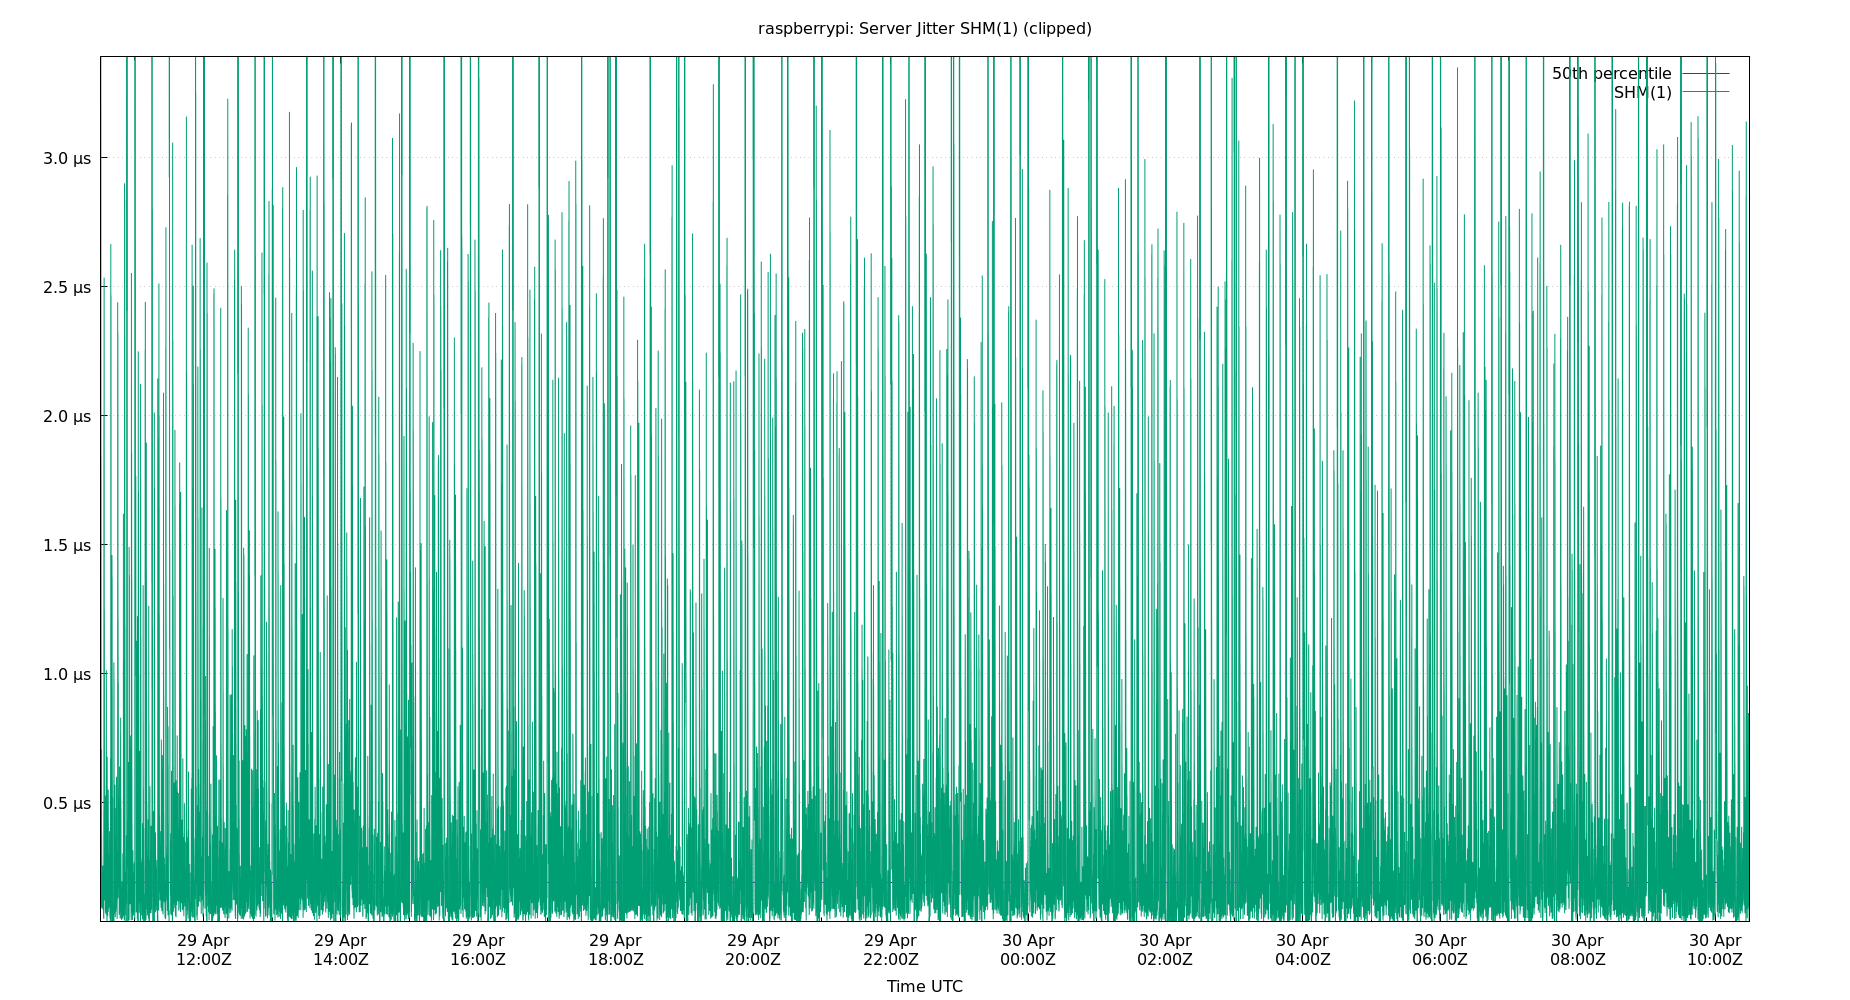 raspberrypi: Server Jitter SHM(1) (clipped)
50th percentile
SHM(1)
3.0 µs
2.5 µs
2.0 µs
1.5 µs
1.0 µs
0.5 µs
29 Apr 29 Apr 29 Apr 29 Apr 29 Apr 29 Apr 30 Apr 30 Apr 30 Apr 30 Apr 30 Apr 30 Apr
12:00Z 14:00Z 16:00Z 18:00Z 20:00Z 22:00Z 00:00Z 02:00Z 04:00Z 06:00Z 08:00Z 10:00Z
Time UTC